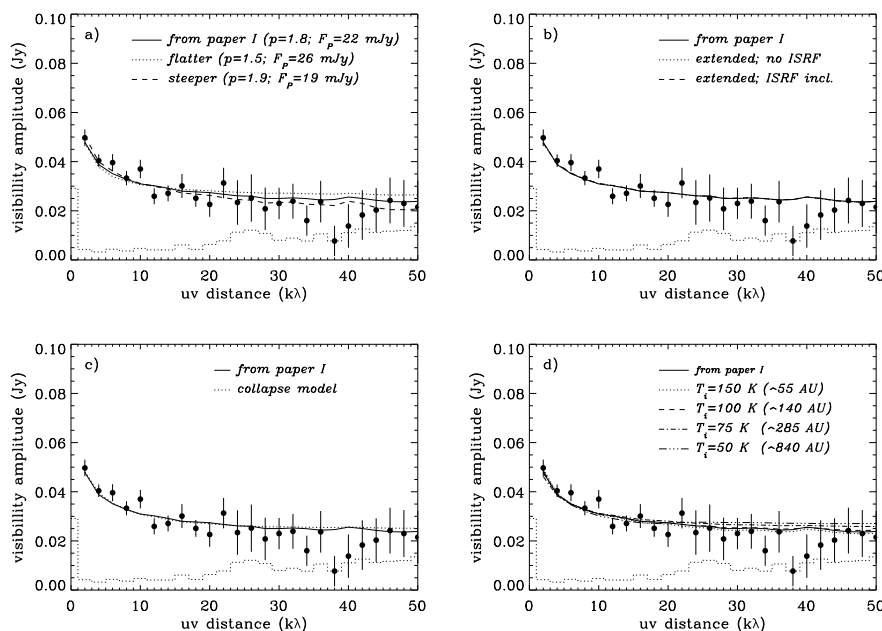 a)
from paper I (p=1.8; F_P=22 mJy)
flatter (p=1.5; F_P=26 mJy)
steeper (p=1.9; F_P=19 mJy)
visibillity amplitude (Jy)
0.10
0.08
0.06
0.04
0.02
0.00
0 10 20 30 40 50
uv distance (kλ)
b)
from paper I
extended; no ISRF
extended; ISRF incl.
visibillity amplitude (Jy)
0.10
0.08
0.06
0.04
0.02
0.00
0 10 20 30 40 50
uv distance (kλ)
c)
from paper I
collapse model
visibillity amplitude (Jy)
0.10
0.08
0.06
0.04
0.02
0.00
0 10 20 30 40 50
uv distance (kλ)
d)
from paper I
T_i=150 K (~55 AU)
T_i=100 K (~140 AU)
T_i=75 K (~285 AU)
T_i=50 K (~840 AU)
visibillity amplitude (Jy)
0.10
0.08
0.06
0.04
0.02
0.00
0 10 20 30 40 50
uv distance (kλ)